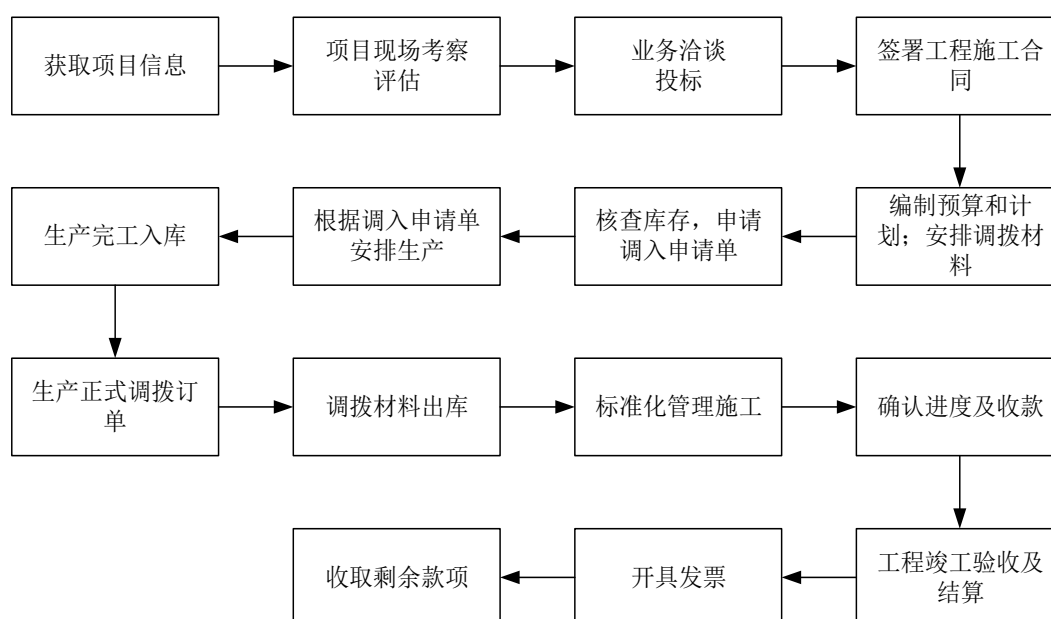 获取项目信息
项目现场考察
评估
业务洽谈
投标
签署工程施工合
同
生产完工入库
根据调入申请单
安排生产
核查库存，申请
调入申请单
编制预算和计
划；安排调拨材
料
生产正式调拨订
单
调拨材料出库
标准化管理施工
确认进度及收款
收取剩余款项
开具发票
工程竣工验收及
结算